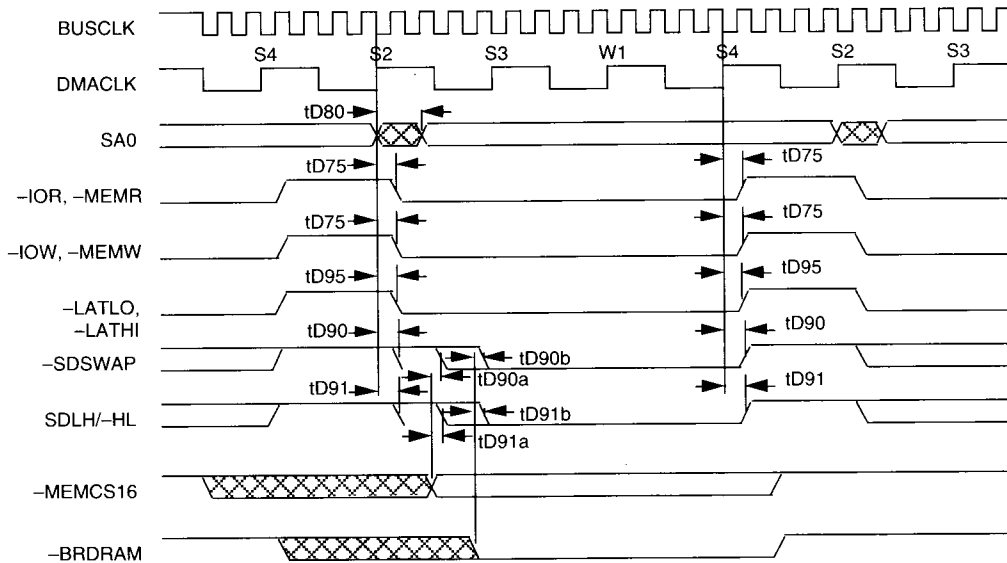 BUSCLK
S4 S2 S3 W1 S4 S2 S3
DMACLK
tD80
SA0
tD75 tD75
–IOR, –MEMR
tD75 tD75
–IOW, –MEMW
tD95 tD95
–LATLO,
–LATHI
tD90 tD90
–SDSWAP
tD90b
tD90a
tD91 tD91
SDLH/–HL
tD91b
tD91a
–MEMCS16
–BRDRAM